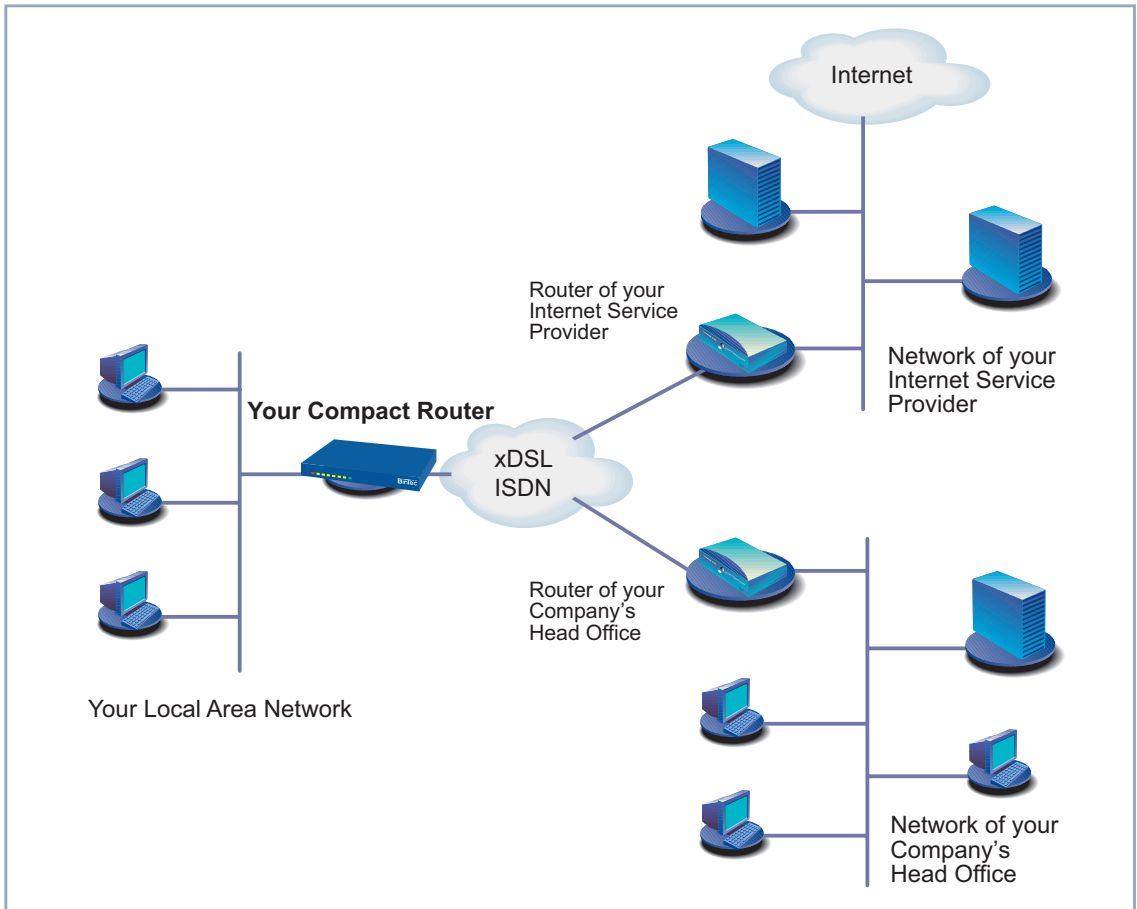 Internet
Router of your
Internet Service
Provider
Network of your
Internet Service
Provider
Your Compact Router
BinTec
xDSL
ISDN
Router of your
Company's
Head Office
Your Local Area Network
Network of your
Company's
Head Office